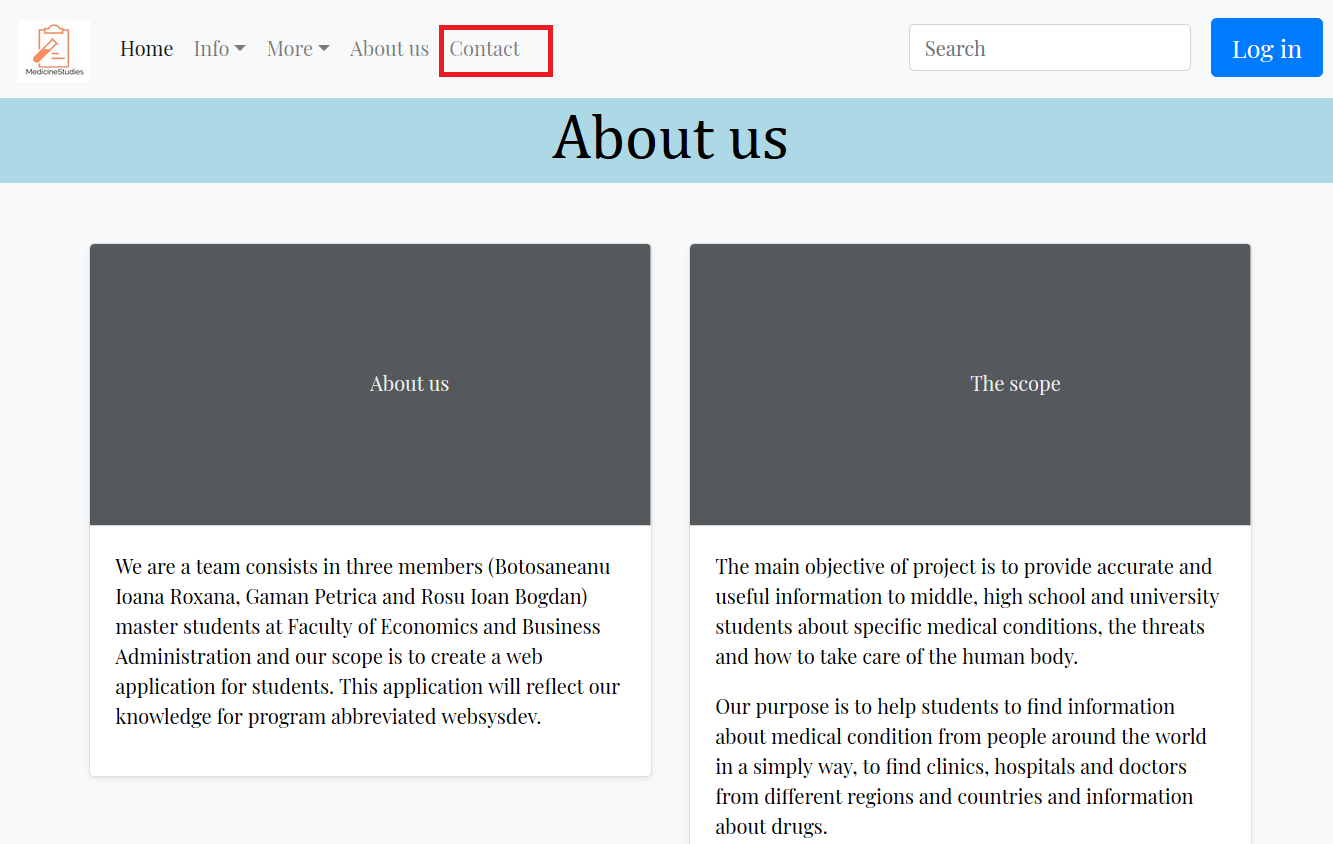 MedicineStudies
Home Info More About us Contact
Search
Log in
About us
About us
We are a team consists in three members (Botosaneanu
Ioana Roxana, Gaman Petrica and Rosu Ioan Bogdan)
master students at Faculty of Economics and Business
Administration and our scope is to create a web
application for students. This application will reflect our
knowledge for program abbreviated websysdev.
The scope
The main objective of project is to provide accurate and
useful information to middle, high school and university
students about specific medical conditions, the threats
and how to take care of the human body.
Our purpose is to help students to find information
about medical condition from people around the world
in a simply way, to find clinics, hospitals and doctors
from different regions and countries and information
about drugs.